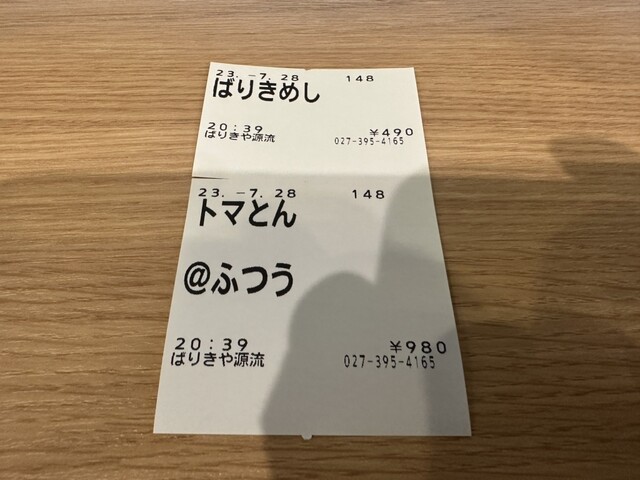 23.-7.28 148
ばりきめし
20:39 ¥490
ばりきや源流 027-395-4165
23.-7.28 148
トマとん
@ふつう
20:39 ¥980
ばりきや源流 027-395-4165